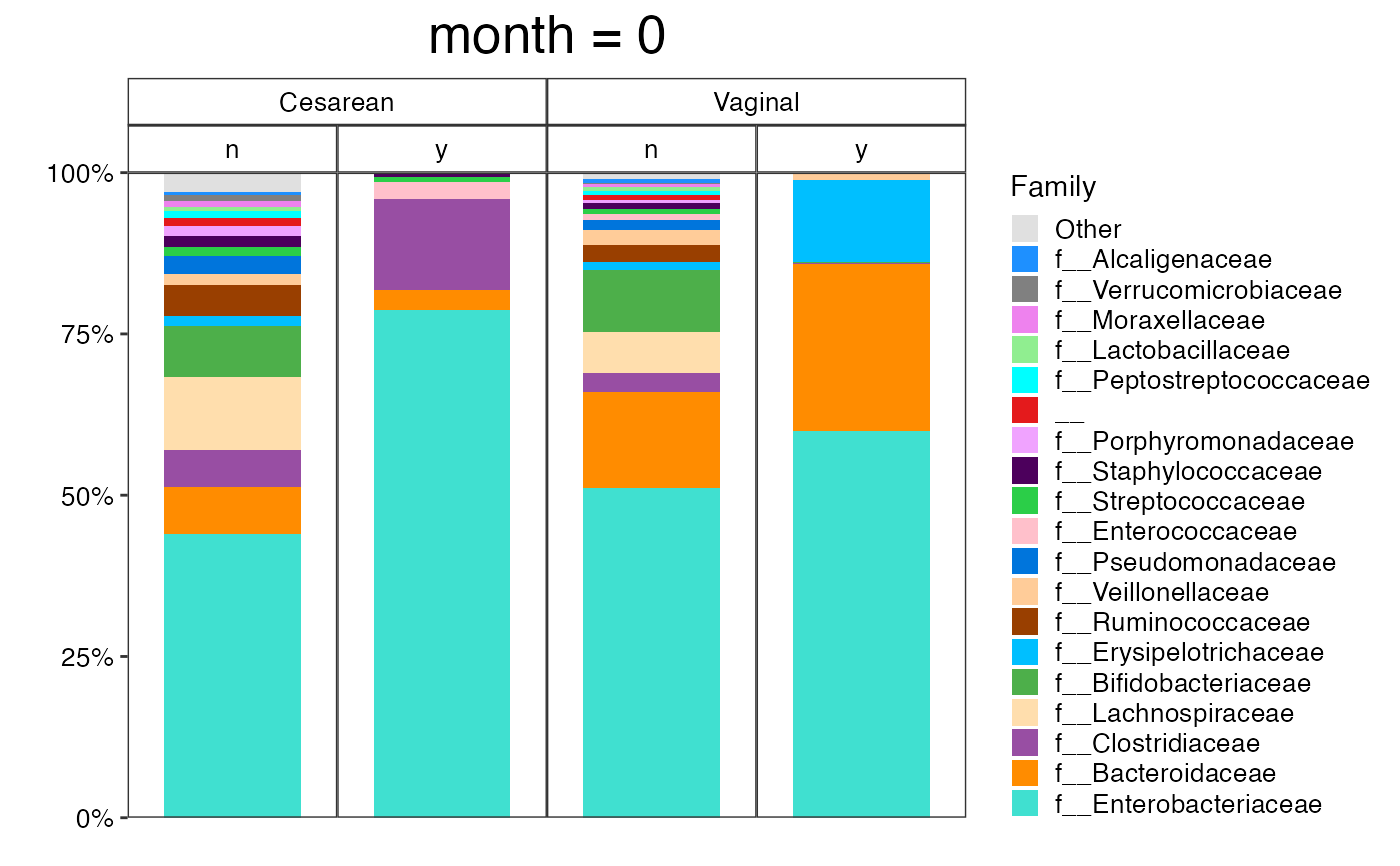 month = 0
Cesarean
Vaginal
n
y
n
y
100%
75%
50%
25%
0%
Family
Other
f__Alcaligenaceae
f__Verrucomicrobiaceae
f__Moraxellaceae
f__Lactobacillaceae
f__Peptostreptococcaceae
__
f__Porphyromonadaceae
f__Staphylococcaceae
f__Streptococcaceae
f__Enterococcaceae
f__Pseudomonadaceae
f__Veillonellaceae
f__Ruminococcaceae
f__Erysipelotrichaceae
f__Bifidobacteriaceae
f__Lachnospiraceae
f__Clostridiaceae
f__Bacteroidaceae
f__Enterobacteriaceae